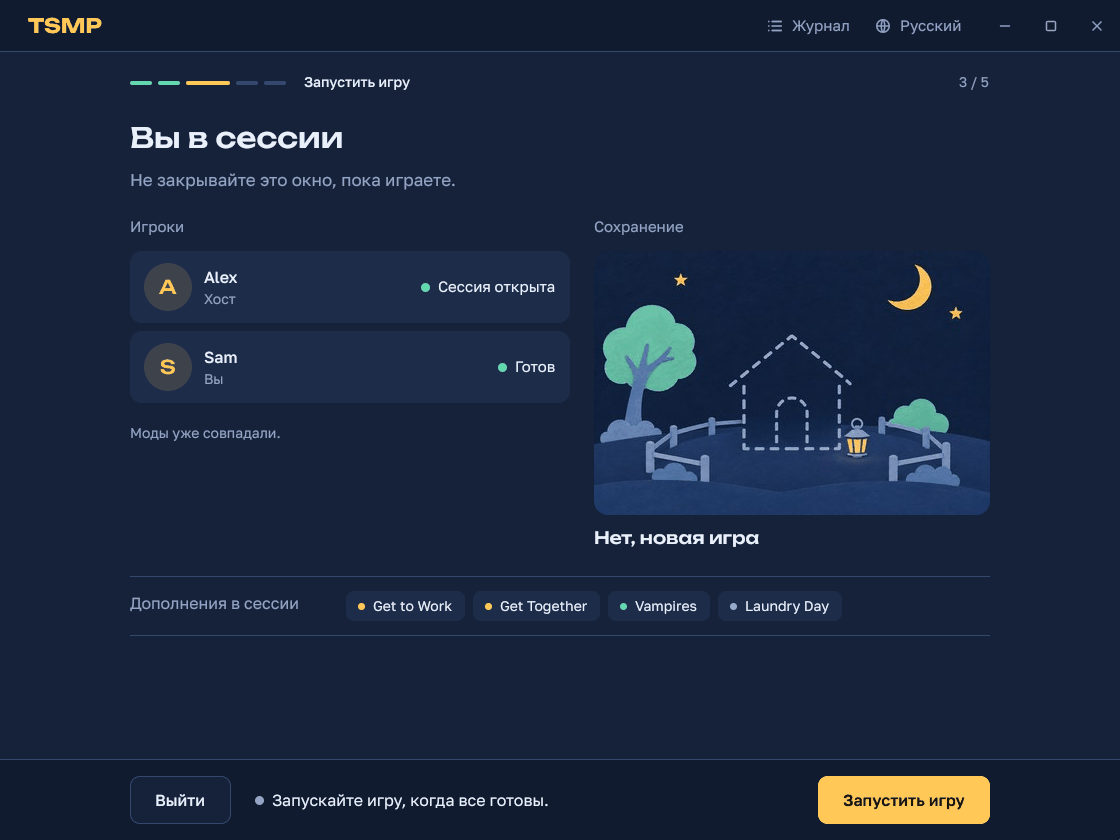 TSMP
Журнал
Русский
Запустить игру
3 / 5
Вы в сессии
Не закрывайте это окно, пока играете.
Игроки
A
Alex
Хост
Сессия открыта
S
Sam
Вы
Готов
Моды уже совпадали.
Сохранение
Нет, новая игра
Дополнения в сессии
Get to Work
Get Together
Vampires
Laundry Day
Выйти
Запускайте игру, когда все готовы.
Запустить игру